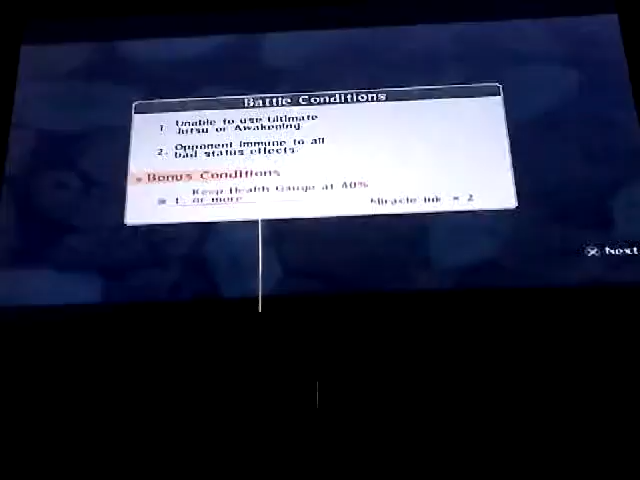 Battle Conditions
1. Unable to use Ultimate
Jutsu or Awakening.
2. Opponent immune to all
bad status effects.
Bonus Conditions
Keep Health Gauge at 40%
1. or more
Miracle Ink × 2
Next